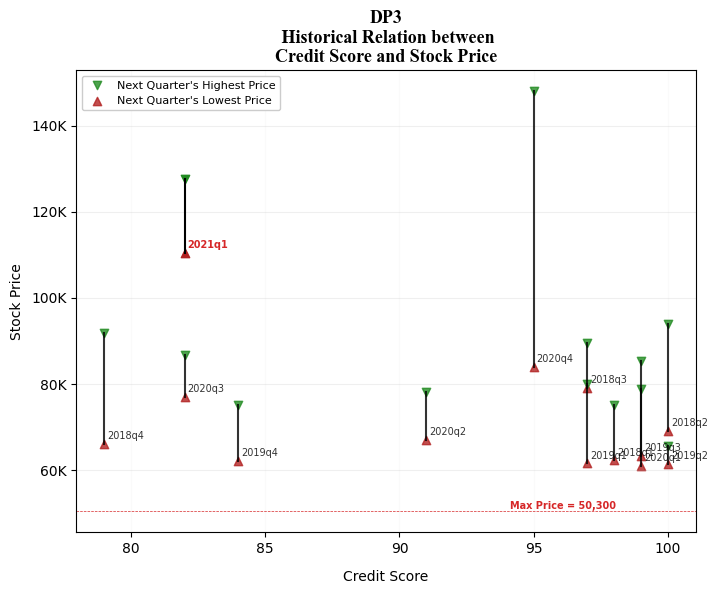 DP3
Historical Relation between
Credit Score and Stock Price
Next Quarter's Highest Price
Next Quarter's Lowest Price
Stock Price
140K
120K
100K
80K
60K
2021q1
2020q4
2020q3
2018q3
2018q4
2020q2
2018q2
2019q4
2019q3
2019q1
2020q1
2019q2
Max Price = 50,300
80
85
90
95
100
Credit Score